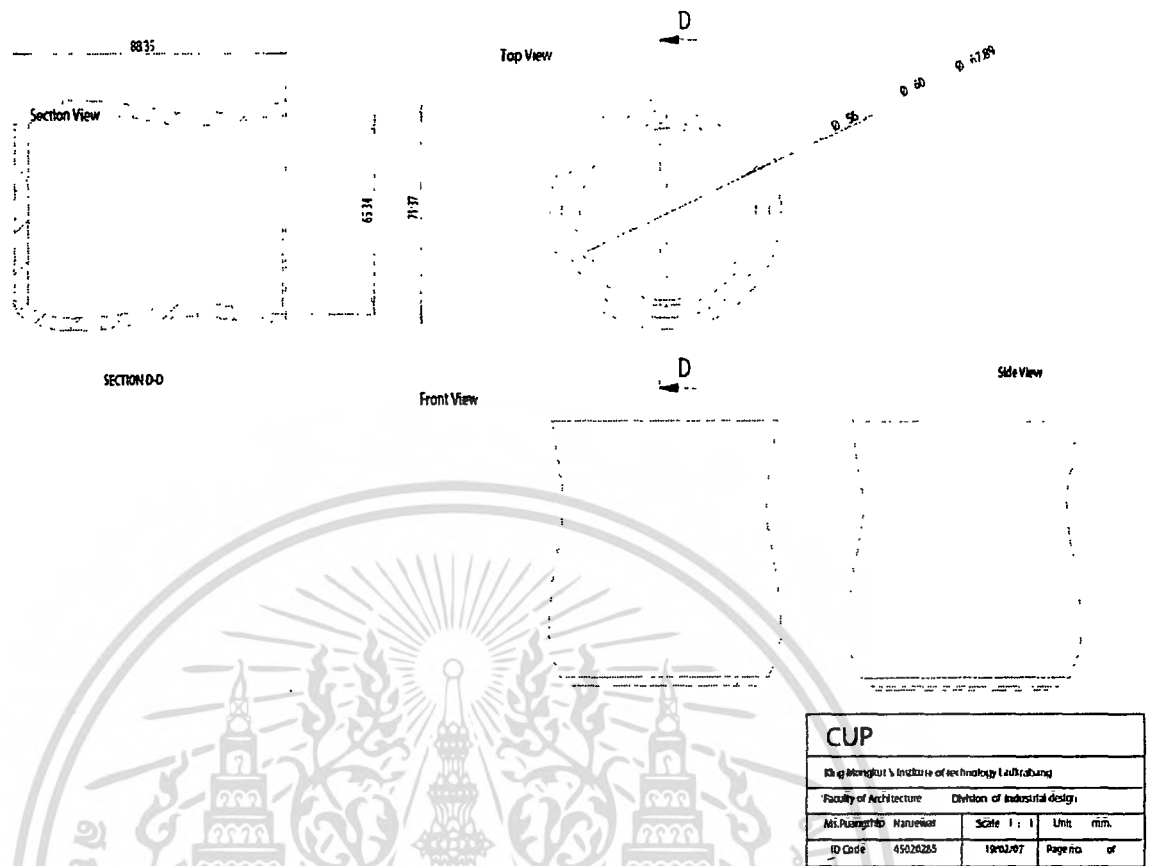 88.35
Top View
D
Section View
Ø 56
Ø 60
Ø 67.89
65.34
71.37
SECTION D-D
Front View
D
Side View
CUP
King Mongkut's Institute of technology Ladkrabang
Faculty of Architecture Division of Industrial design
Ms.Puangthip Naruewat Scale 1 : 1 Unit mm.
ID Code 45020285 19/02/07 Page no. of